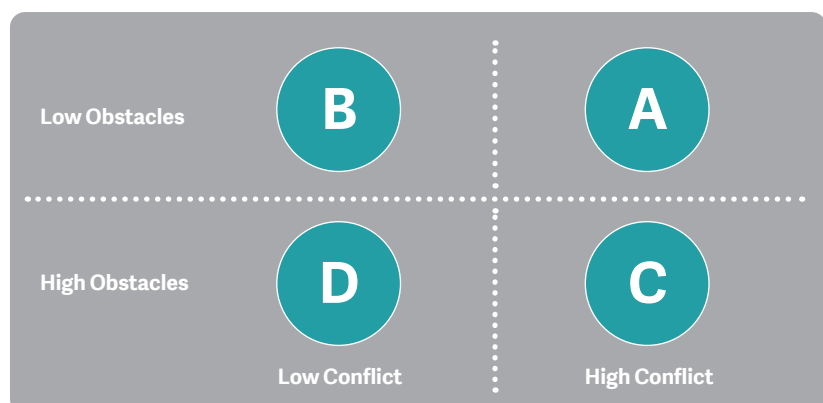 Low Obstacles
B
A
High Obstacles
D
C
Low Conflict
High Conflict